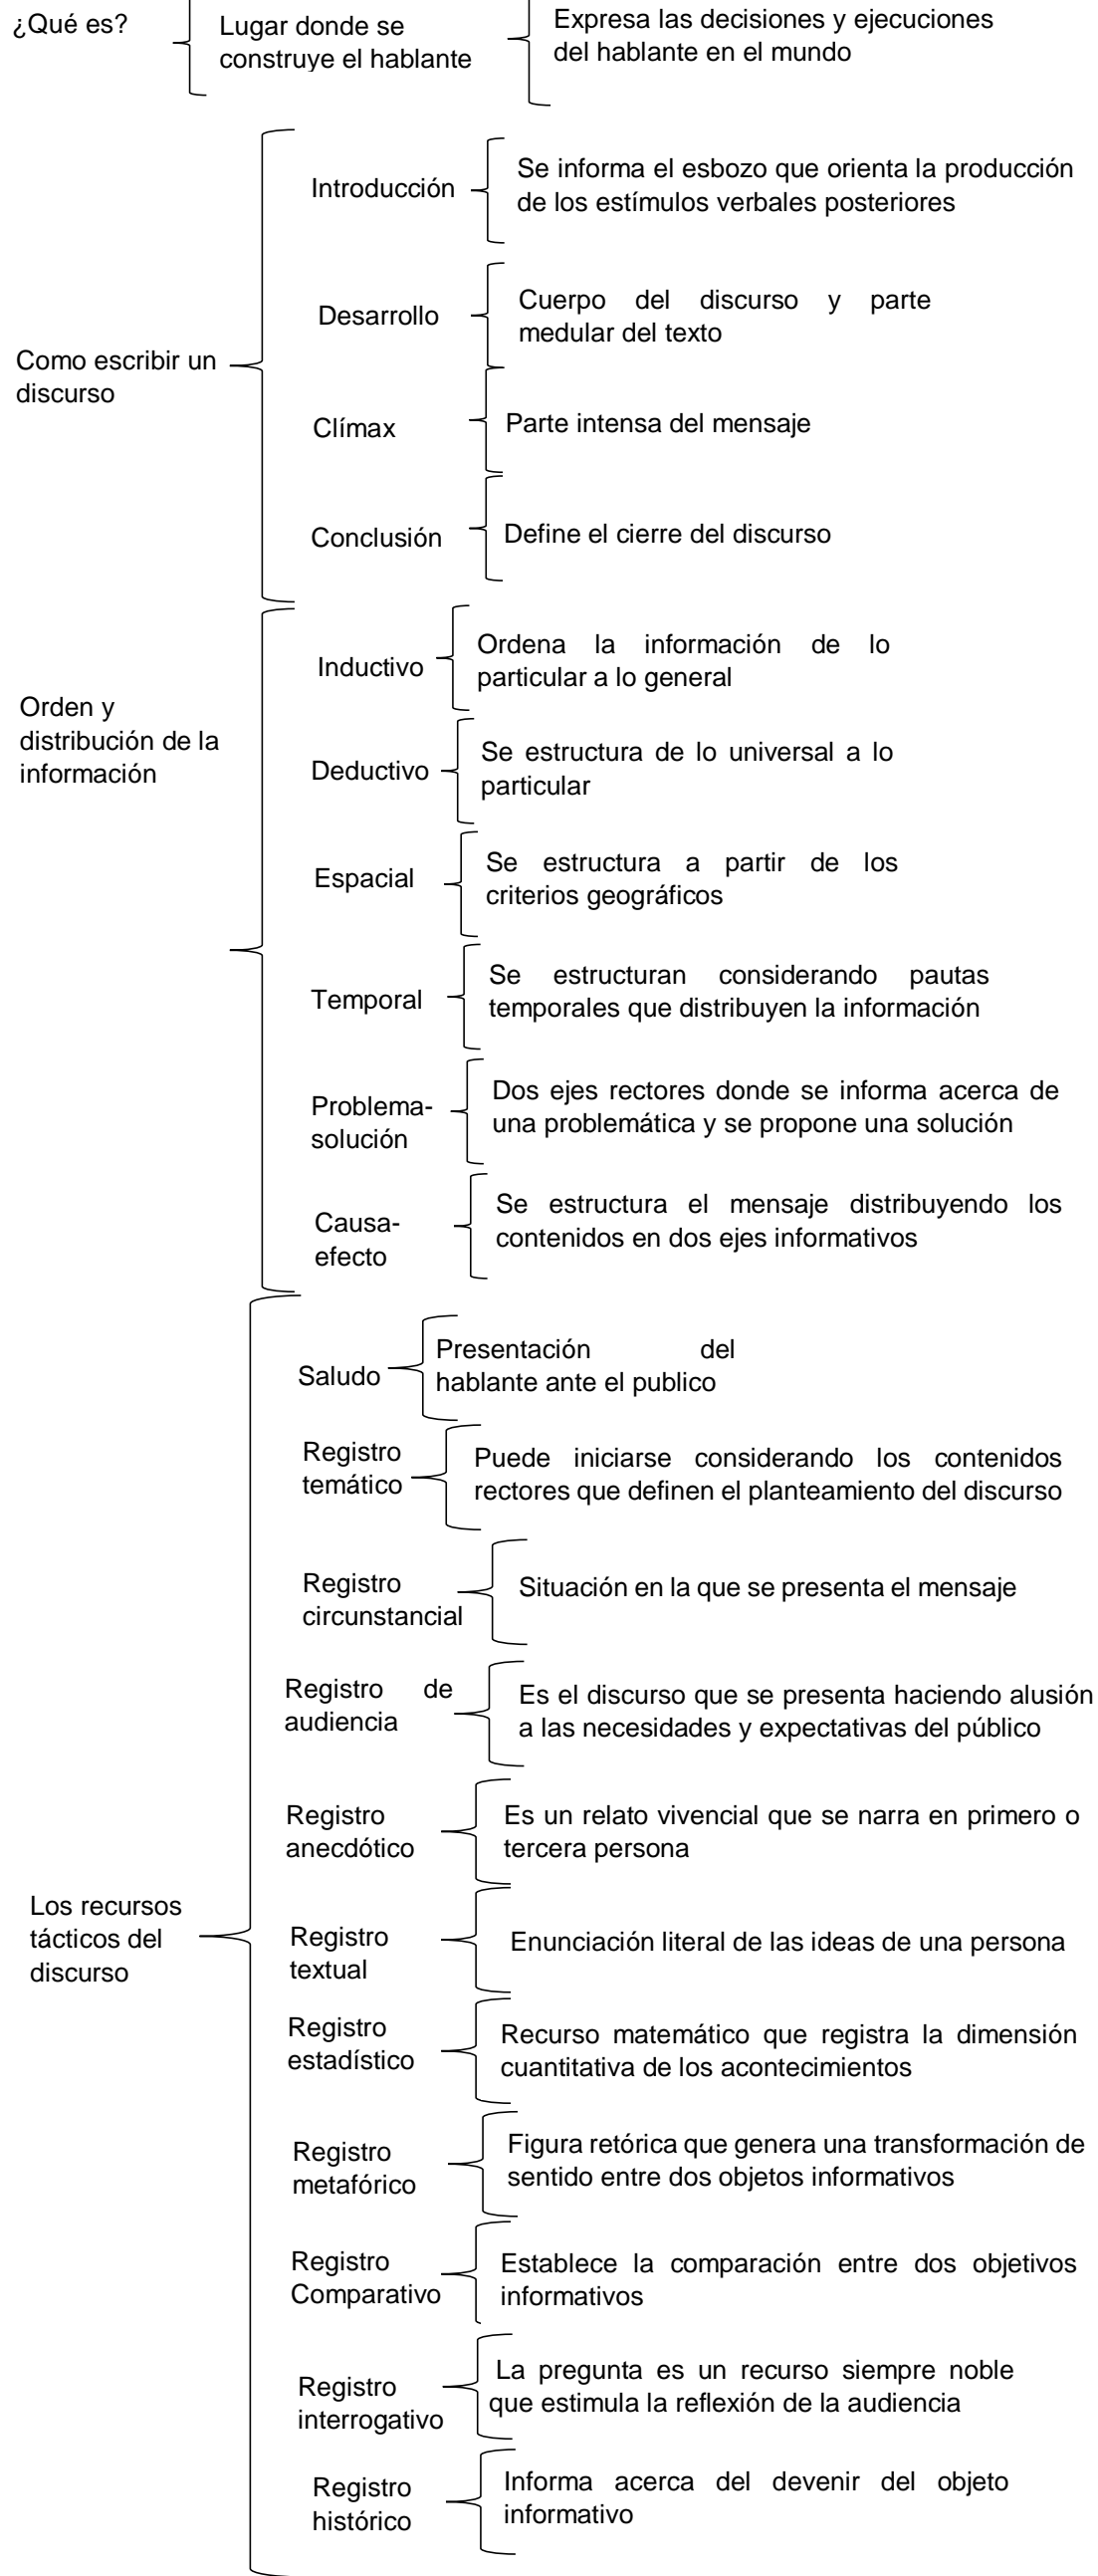 ¿Qué es?
Lugar donde se
construye el hablante
Expresa las decisiones y ejecuciones
del hablante en el mundo
Como escribir un
discurso
Introducción
Se informa el esbozo que orienta la producción
de los estímulos verbales posteriores
Desarrollo
Cuerpo del discurso y parte
medular del texto
Clímax
Parte intensa del mensaje
Conclusión
Define el cierre del discurso
Orden y
distribución de la
información
Inductivo
Ordena la información de lo
particular a lo general
Deductivo
Se estructura de lo universal a lo
particular
Espacial
Se estructura a partir de los
criterios geográficos
Temporal
Se estructuran considerando pautas
temporales que distribuyen la información
Problema-
solución
Dos ejes rectores donde se informa acerca de
una problemática y se propone una solución
Causa-
efecto
Se estructura el mensaje distribuyendo los
contenidos en dos ejes informativos
Los recursos
tácticos del
discurso
Saludo
Presentación del
hablante ante el publico
Registro
temático
Puede iniciarse considerando los contenidos
rectores que definen el planteamiento del discurso
Registro
circunstancial
Situación en la que se presenta el mensaje
Registro de
audiencia
Es el discurso que se presenta haciendo alusión
a las necesidades y expectativas del público
Registro
anecdótico
Es un relato vivencial que se narra en primero o
tercera persona
Registro
textual
Enunciación literal de las ideas de una persona
Registro
estadístico
Recurso matemático que registra la dimensión
cuantitativa de los acontecimientos
Registro
metafórico
Figura retórica que genera una transformación de
sentido entre dos objetos informativos
Registro
Comparativo
Establece la comparación entre dos objetivos
informativos
Registro
interrogativo
La pregunta es un recurso siempre noble
que estimula la reflexión de la audiencia
Registro
histórico
Informa acerca del devenir del objeto
informativo